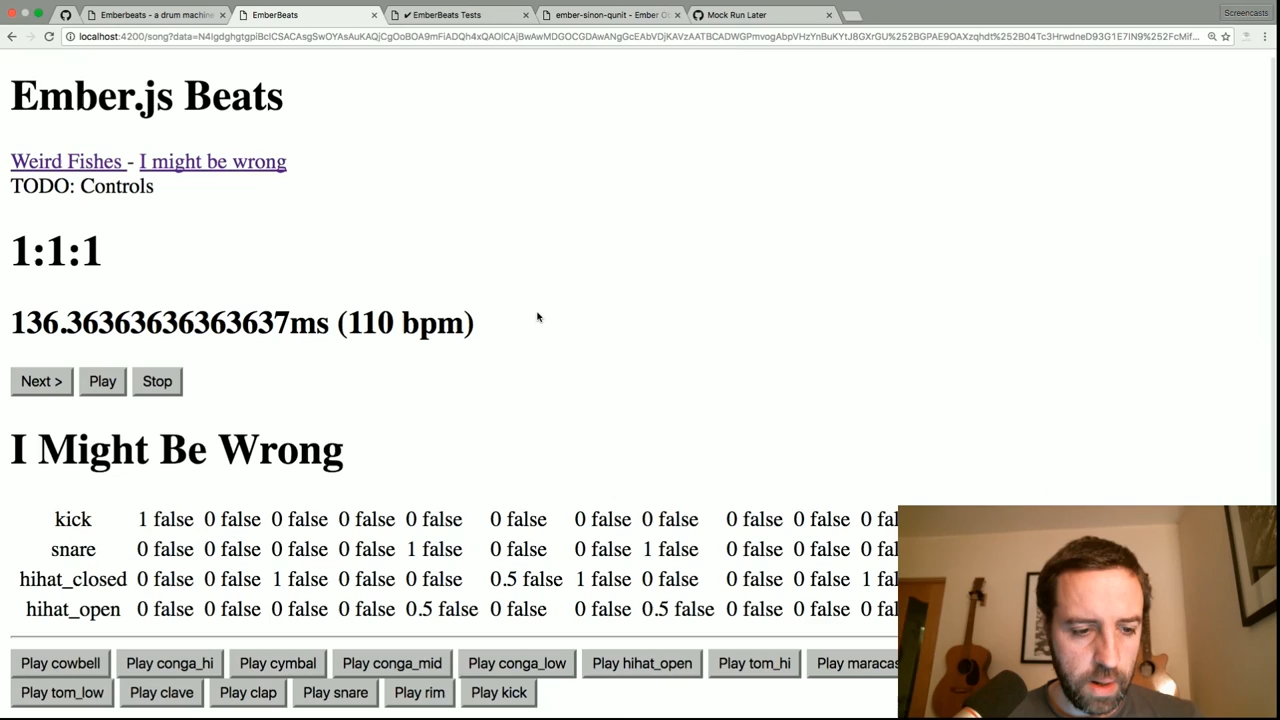 Emberbeats - a drum machine
EmberBeats
✔ EmberBeats Tests
ember-sinon-qunit - Ember O
Mock Run Later
Screencasts
Ember.js Beats
Weird Fishes - I might be wrong
TODO: Controls
1:1:1
136.36363636363637ms (110 bpm)
Next > Play Stop
I Might Be Wrong
kick 1 false 0 false 0 false 0 false 0 false 0 false 0 false 0 false 0 false 0 false 0 fal
snare 0 false 0 false 0 false 0 false 1 false 0 false 0 false 1 false 0 false 0 false 0 fal
hihat_closed 0 false 0 false 1 false 0 false 0 false 0.5 false 1 false 0 false 0 false 0 false 1 fal
hihat_open 0 false 0 false 0 false 0 false 0.5 false 0 false 0 false 0.5 false 0 false 0 false 0 fal
Play cowbell Play conga_hi Play cymbal Play conga_mid Play conga_low Play hihat_open Play tom_hi Play maracas
Play tom_low Play clave Play clap Play snare Play rim Play kick